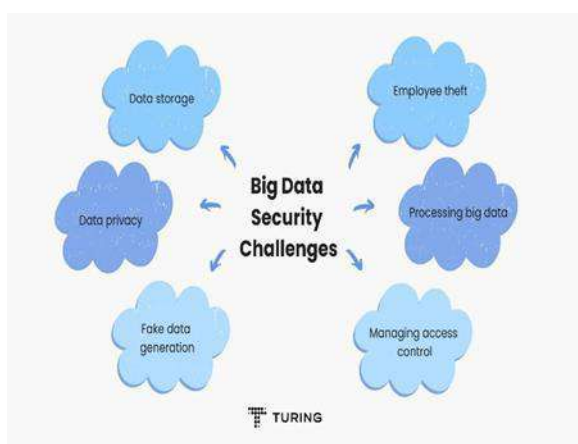 Data storage
Employee theft
Big Data
Security
Challenges
Data privacy
Processing big data
Fake data
generation
Managing access
control
TURING